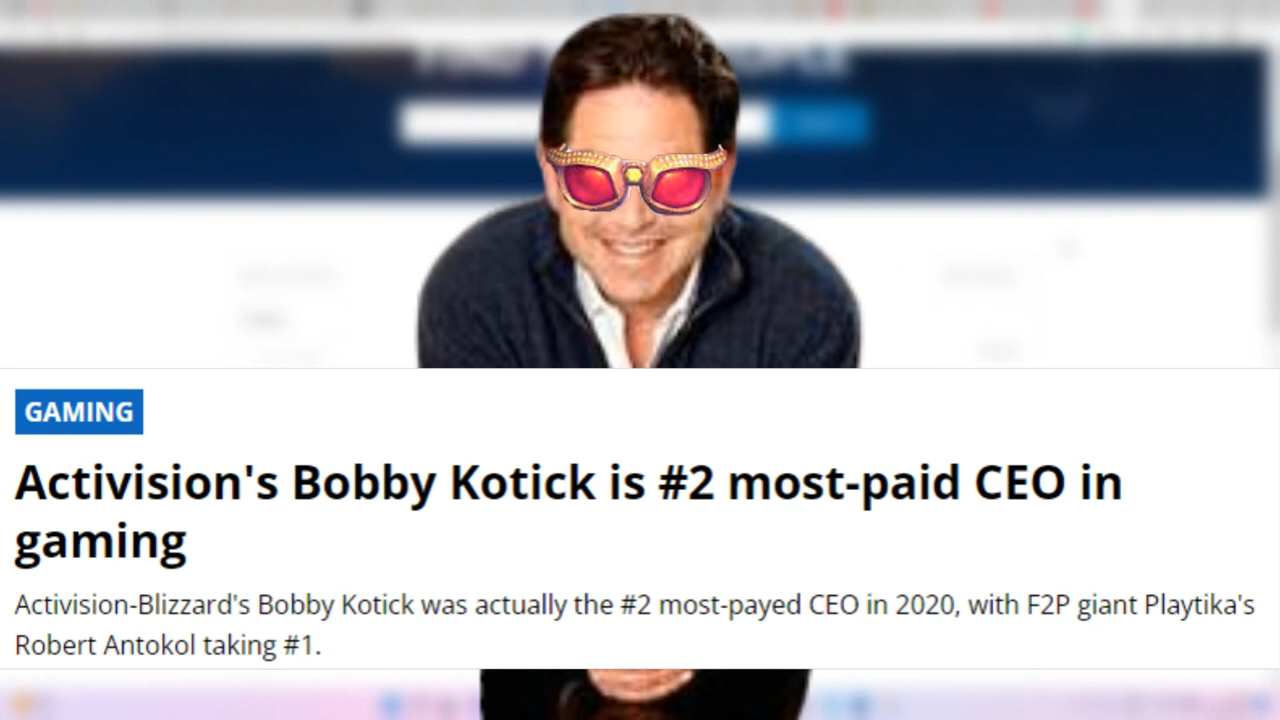 GAMING
Activision's Bobby Kotick is #2 most-paid CEO in
gaming
Activision-Blizzard's Bobby Kotick was actually the #2 most-payed CEO in 2020, with F2P giant Playtika's
Robert Antokol taking #1.